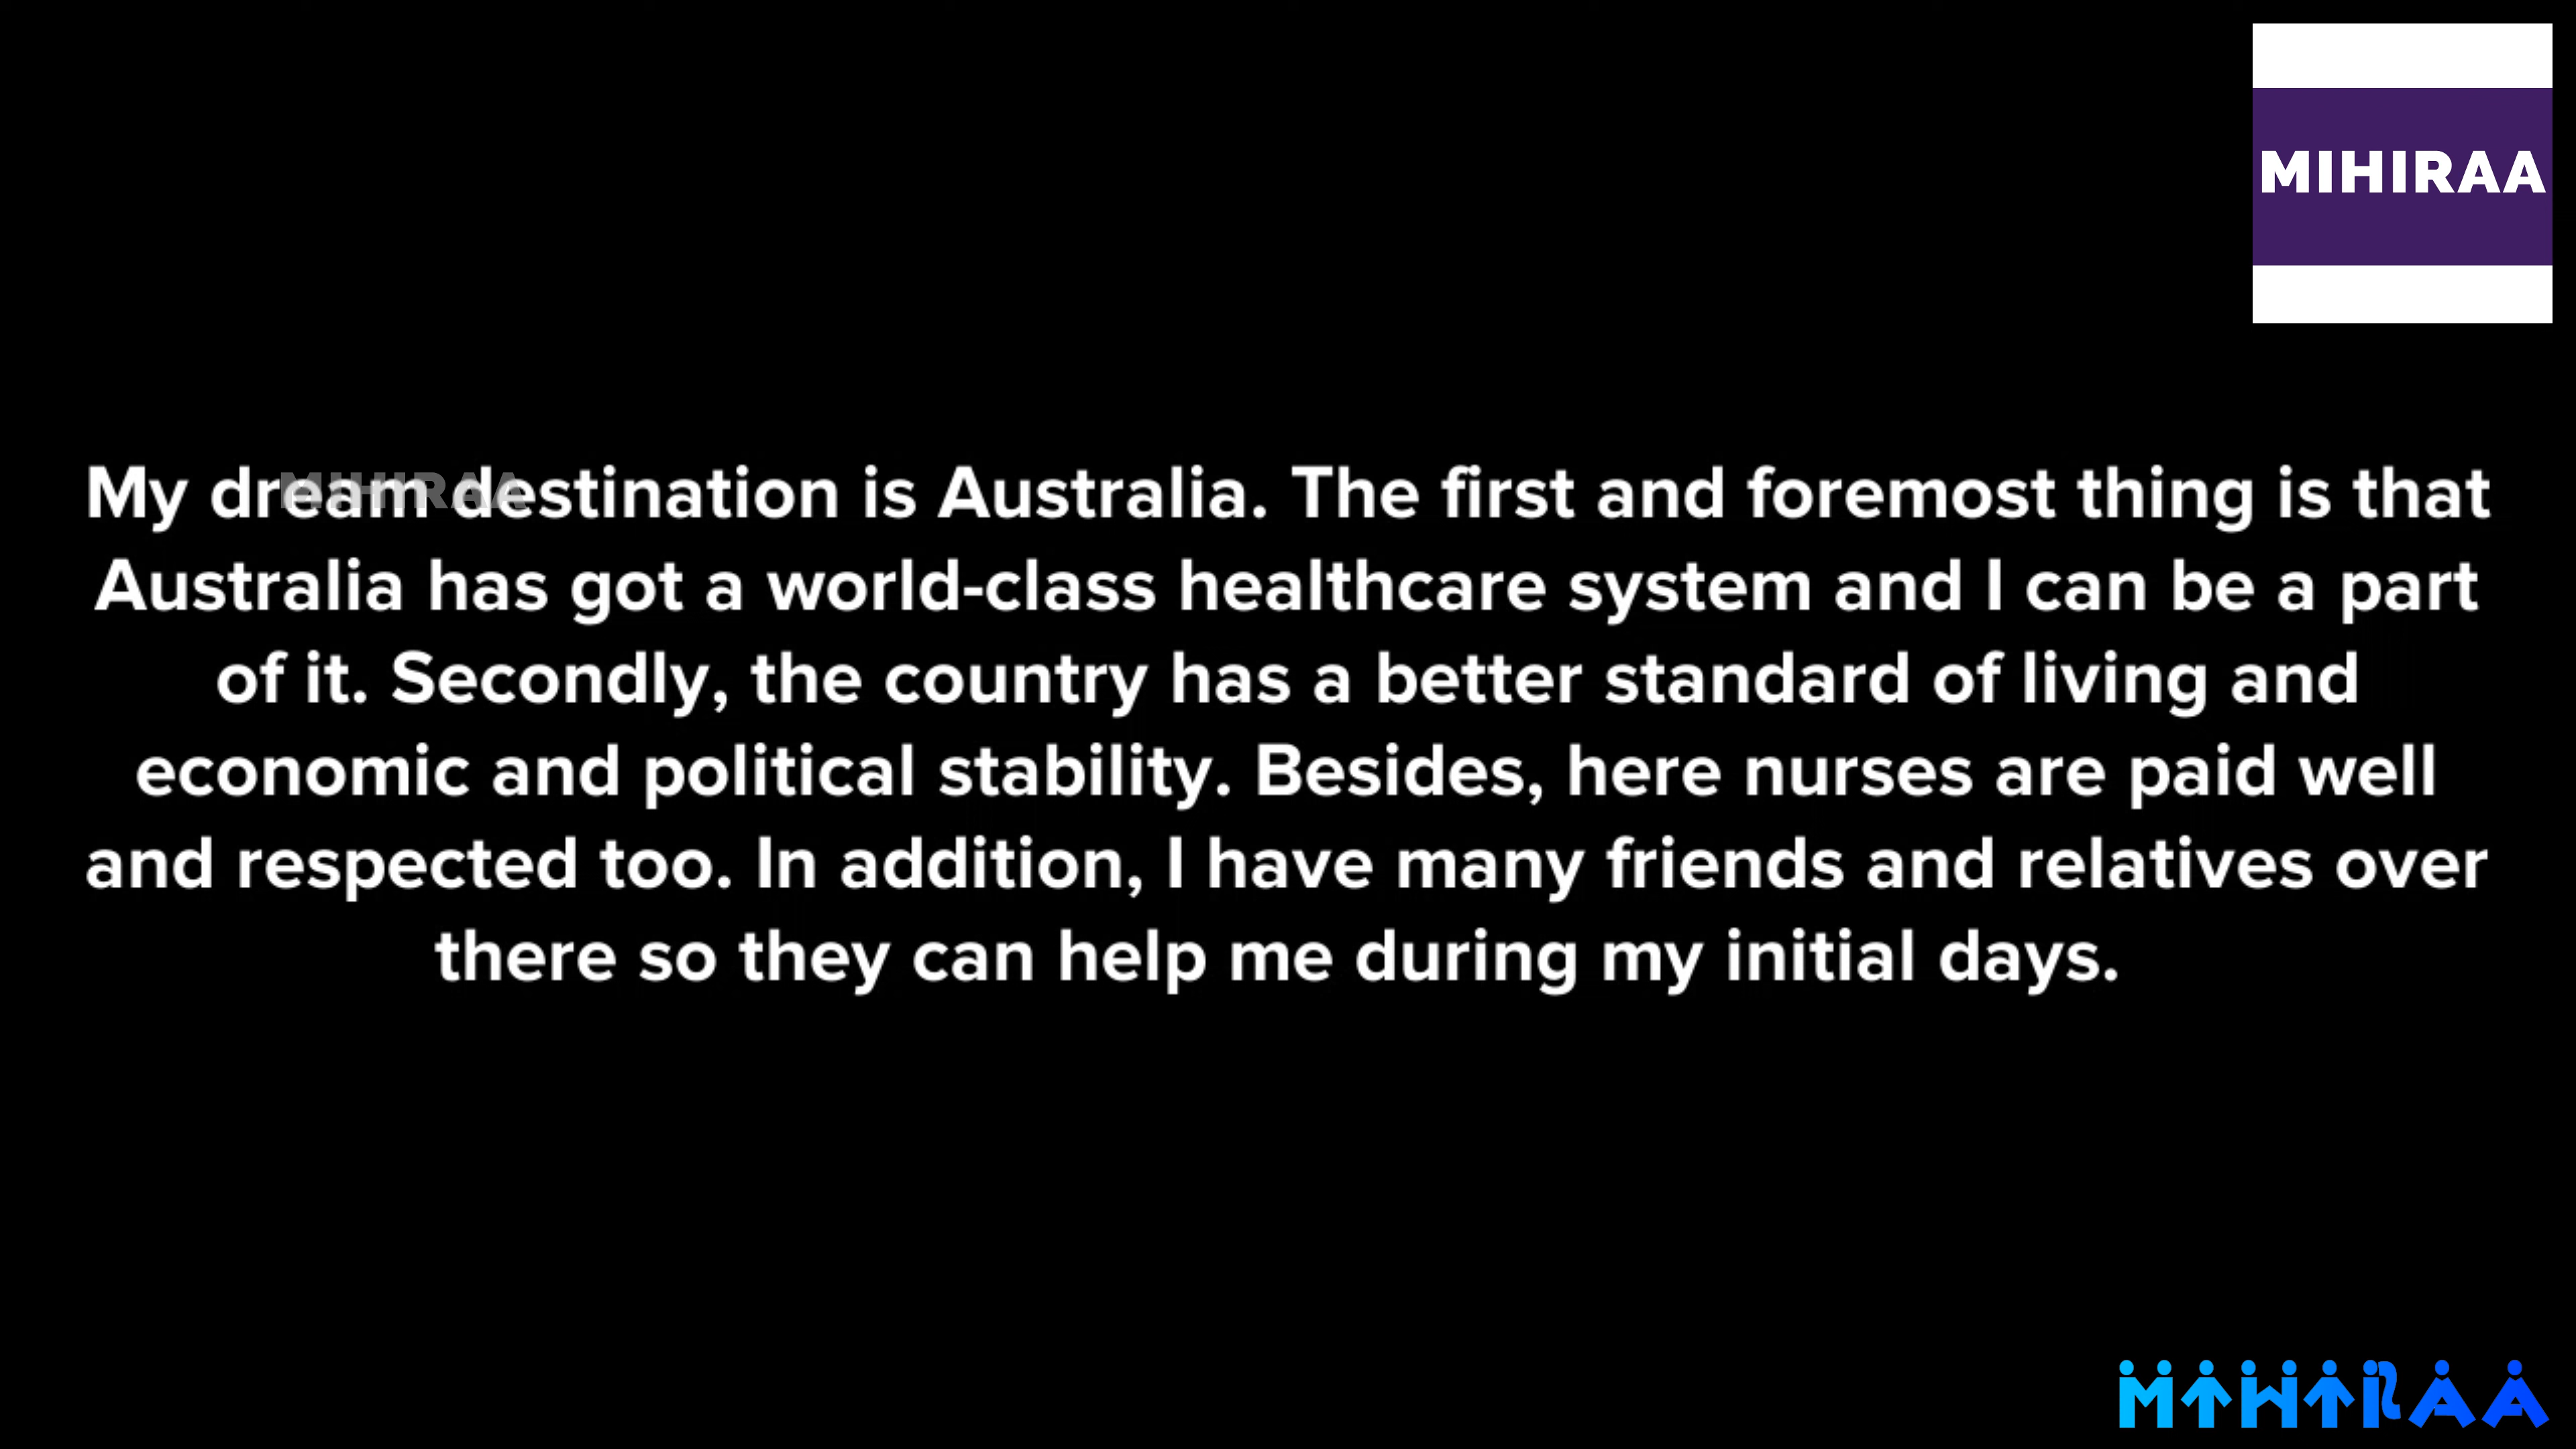 MIHIRAA
My dream destination is Australia. The first and foremost thing is that
MIHIRAA
Australia has got a world-class healthcare system and I can be a part
of it. Secondly, the country has a better standard of living and
economic and political stability. Besides, here nurses are paid well
and respected too. In addition, I have many friends and relatives over
there so they can help me during my initial days.
MIHIRAA